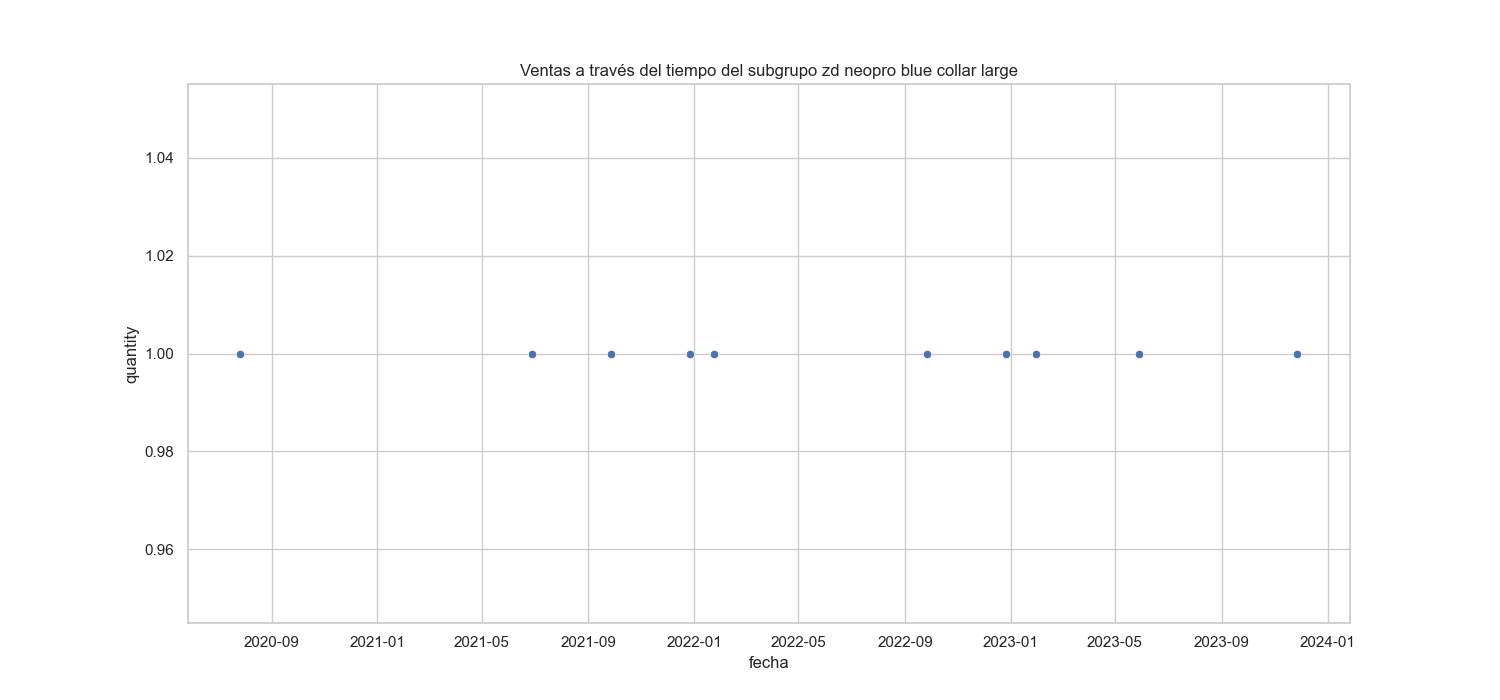 Ventas a través del tiempo del subgrupo zd neopro blue collar large
1.04
1.02
1.00
0.98
0.96
quantity
2020-09 2021-01 2021-05 2021-09 2022-01 2022-05 2022-09 2023-01 2023-05 2023-09 2024-01
fecha